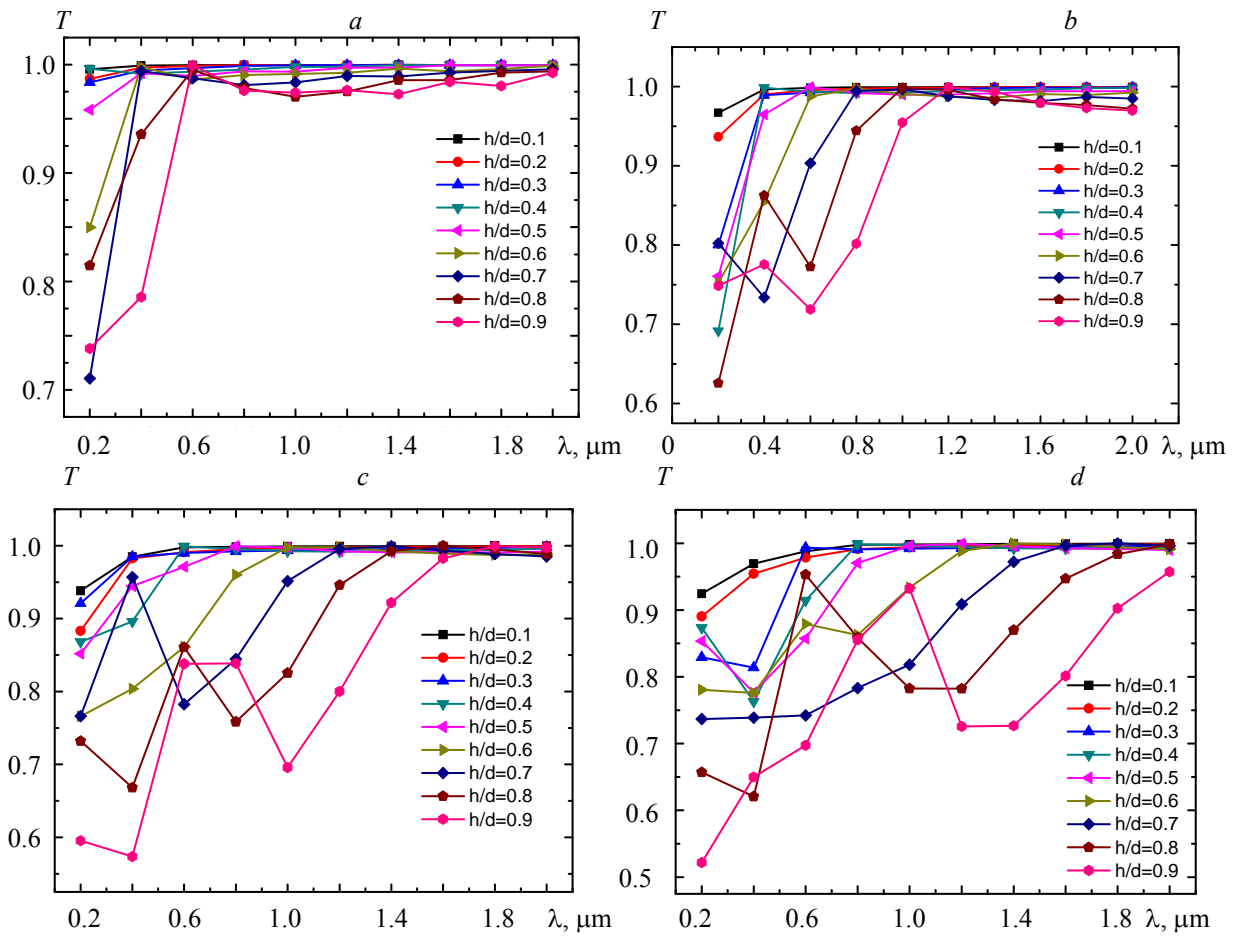 T a
1.0
0.9
0.8
0.7
h/d=0.1
h/d=0.2
h/d=0.3
h/d=0.4
h/d=0.5
h/d=0.6
h/d=0.7
h/d=0.8
h/d=0.9
0.2 0.6 1.0 1.4 1.8 λ, μm
T b
1.0
0.9
0.8
0.7
0.6
h/d=0.1
h/d=0.2
h/d=0.3
h/d=0.4
h/d=0.5
h/d=0.6
h/d=0.7
h/d=0.8
h/d=0.9
0 0.4 0.8 1.2 1.6 2.0 λ, μm
T c
1.0
0.9
0.8
0.7
0.6
h/d=0.1
h/d=0.2
h/d=0.3
h/d=0.4
h/d=0.5
h/d=0.6
h/d=0.7
h/d=0.8
h/d=0.9
0.2 0.6 1.0 1.4 1.8 λ, μm
T d
1.0
0.9
0.8
0.7
0.6
0.5
h/d=0.1
h/d=0.2
h/d=0.3
h/d=0.4
h/d=0.5
h/d=0.6
h/d=0.7
h/d=0.8
h/d=0.9
0.2 0.6 1.0 1.4 1.8 λ, μm